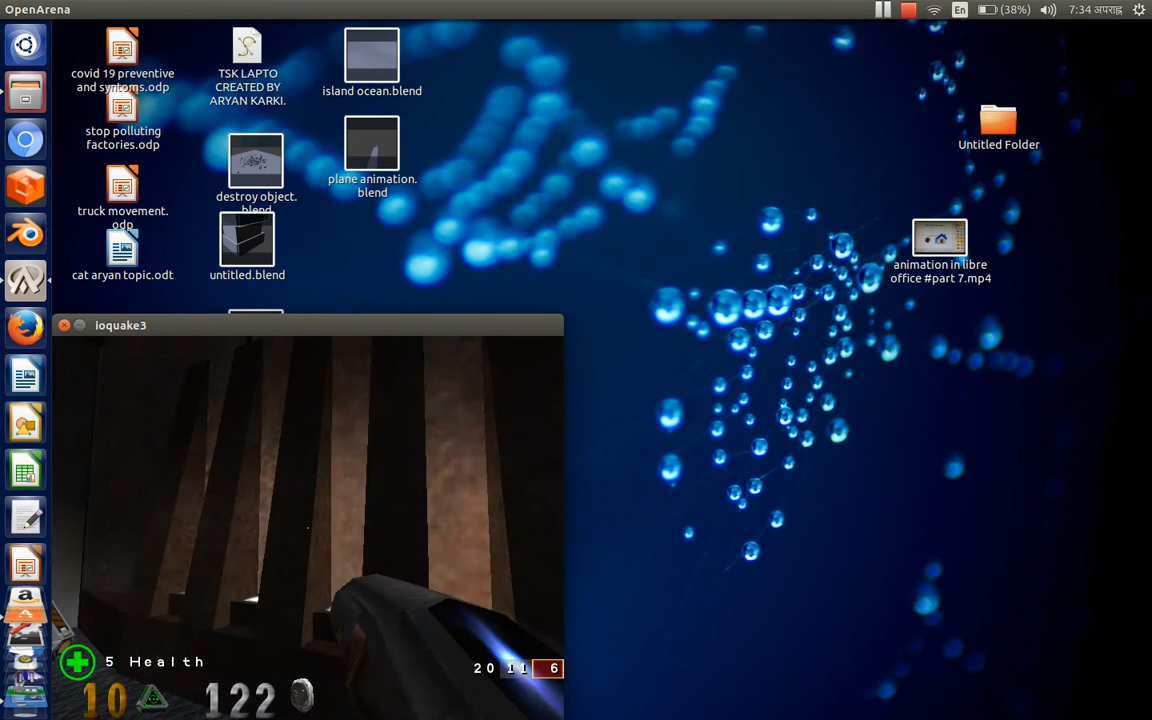 OpenArena
En
(38%)
7:34 अपराह्न
covid 19 preventive
and syntoms.odp
stop polluting
factories.odp
truck movement.
odp
cat aryan topic.odt
TSK LAPTO
CREATED BY
ARYAN KARKI.
destroy object.
blend
untitled.blend
island ocean.blend
plane animation.
blend
Untitled Folder
animation in libre
office #part 7.mp4
ioquake3
5 Health
20 11 6
10 122